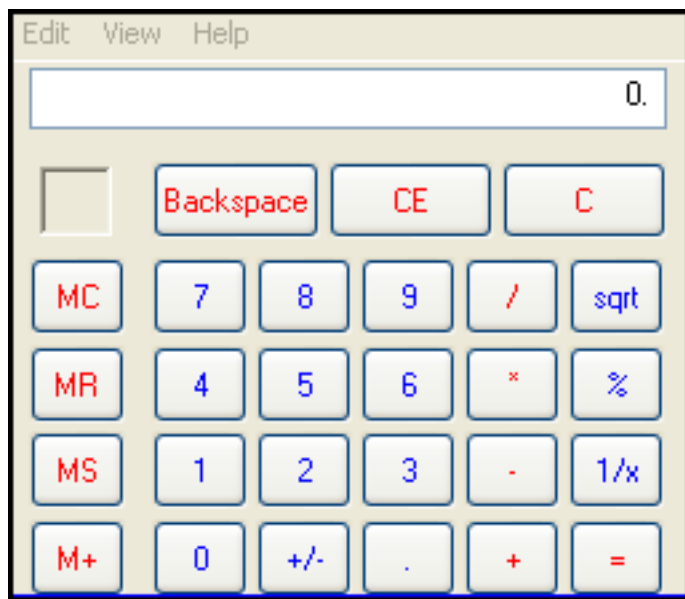 Edit View Help
0.
Backspace CE C
MC 7 8 9 / sqrt
MR 4 5 6 * %
MS 1 2 3 - 1/x
M+ 0 +/- . + =